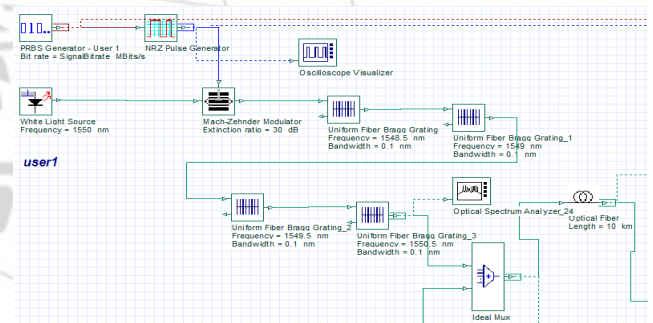 PRBS Generator - User 1
Bit rate = SignalBitrate MBits/s
NRZ Pulse Generator
Oscilloscope Visualizer
White Light Source
Frequency = 1550 nm
Mach-Zehnder Modulator
Extinction ratio = 30 dB
Uniform Fiber Bragg Grating
Frequency = 1548.5 nm
Bandwidth = 0.1 nm
Uniform Fiber Bragg Grating_1
Frequency = 1549 nm
Bandwidth = 0.1 nm
user1
Uniform Fiber Bragg Grating_2
Frequency = 1549.5 nm
Bandwidth = 0.1 nm
Uniform Fiber Bragg Grating_3
Frequency = 1550.5 nm
Bandwidth = 0.1 nm
Optical Spectrum Analyzer_24
Optical Fiber
Length = 10 km
Ideal Mux